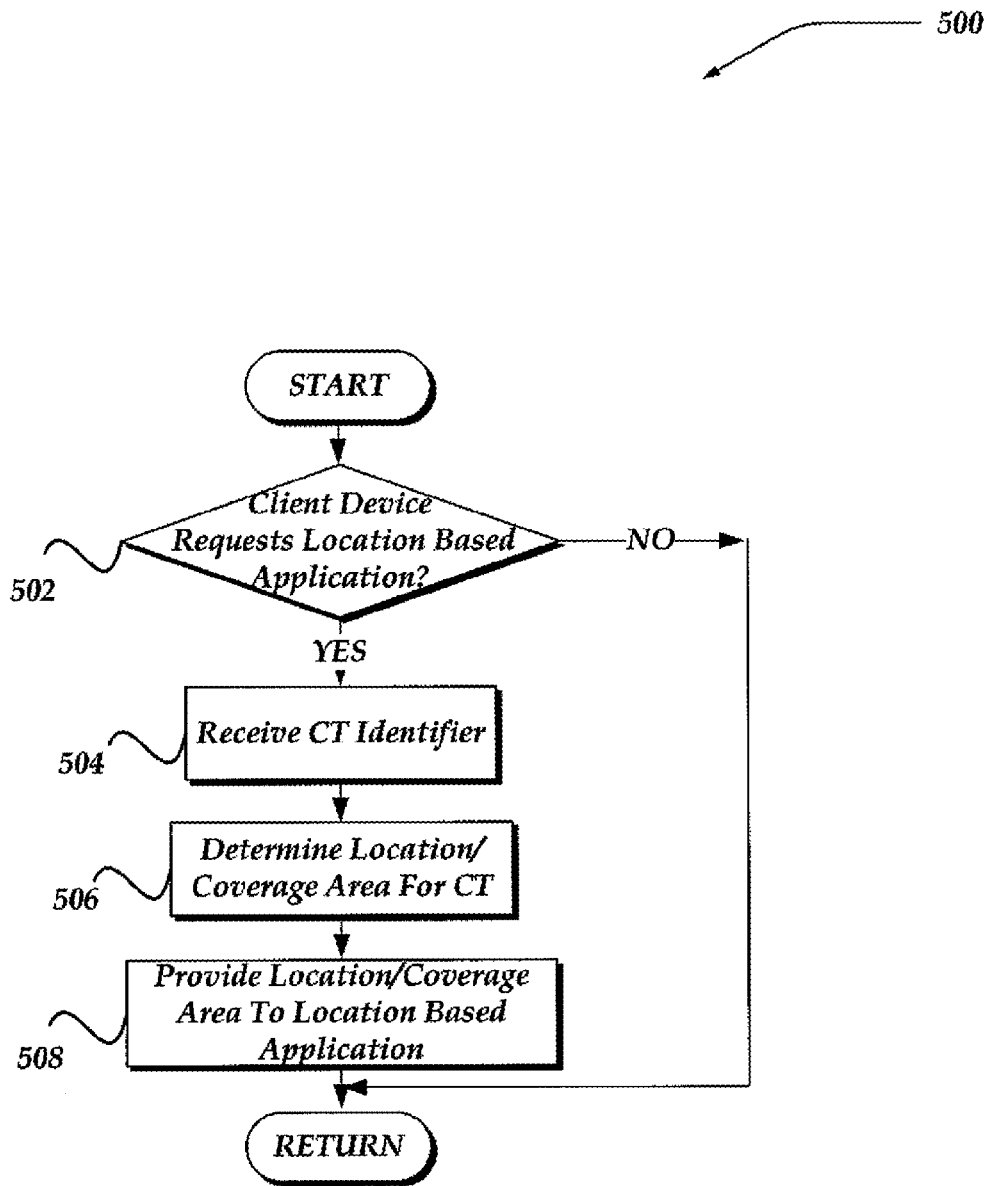 500
START
Client Device
Requests Location Based
Application?
NO
502
YES
Receive CT Identifier
504
Determine Location/
Coverage Area For CT
506
Provide Location/Coverage
Area To Location Based
Application
508
RETURN